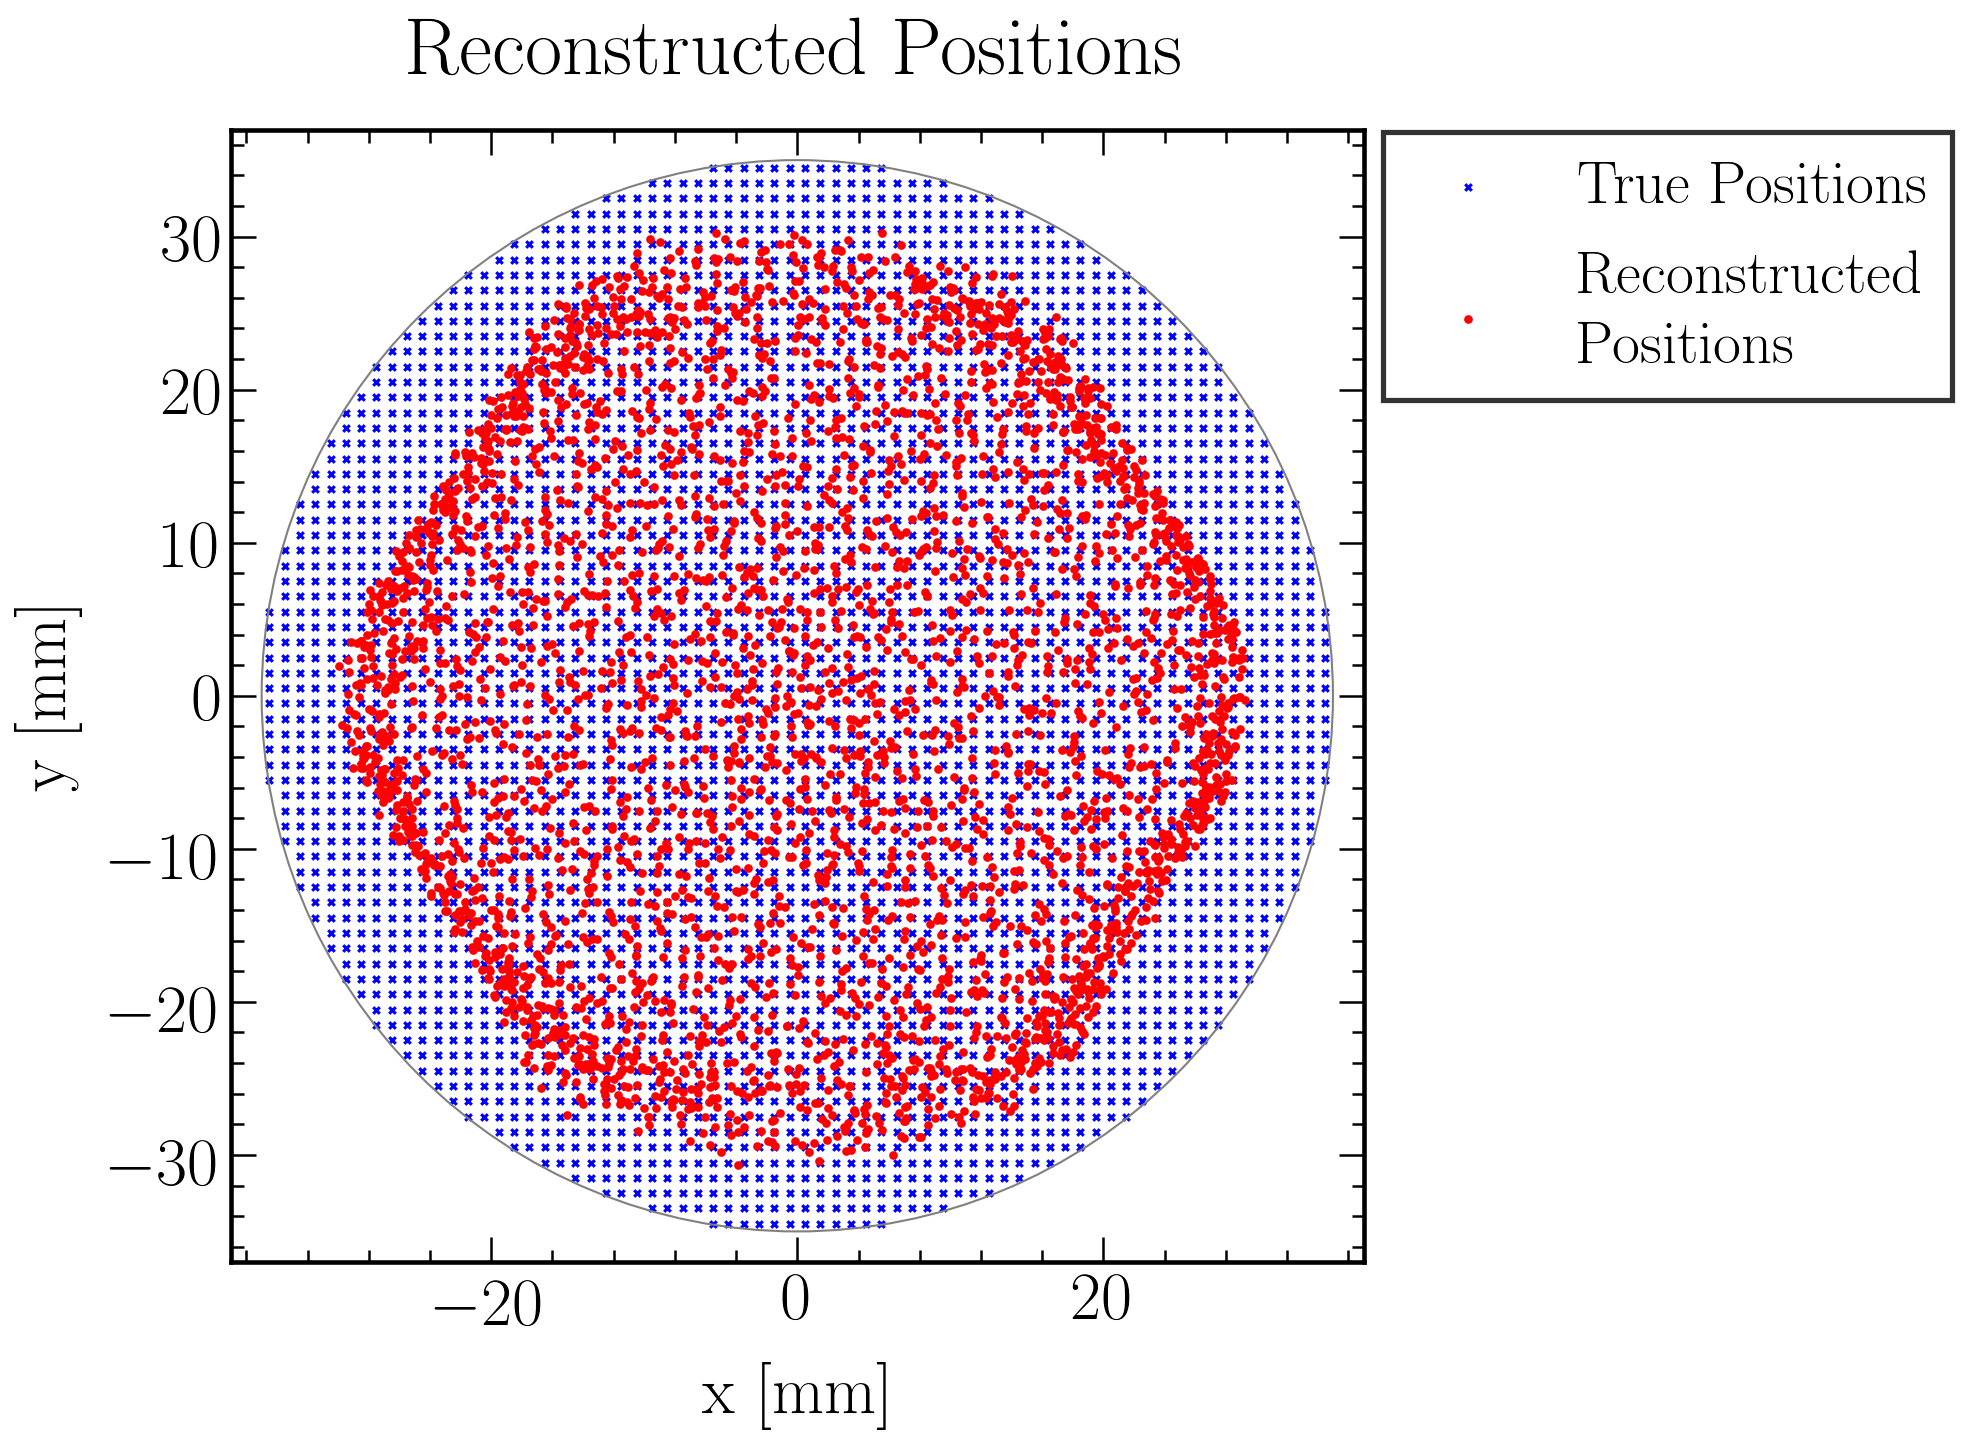 Reconstructed Positions
True Positions
Reconstructed
Positions
30
20
10
0
−10
−20
−30
y [mm]
−20 0 20
x [mm]